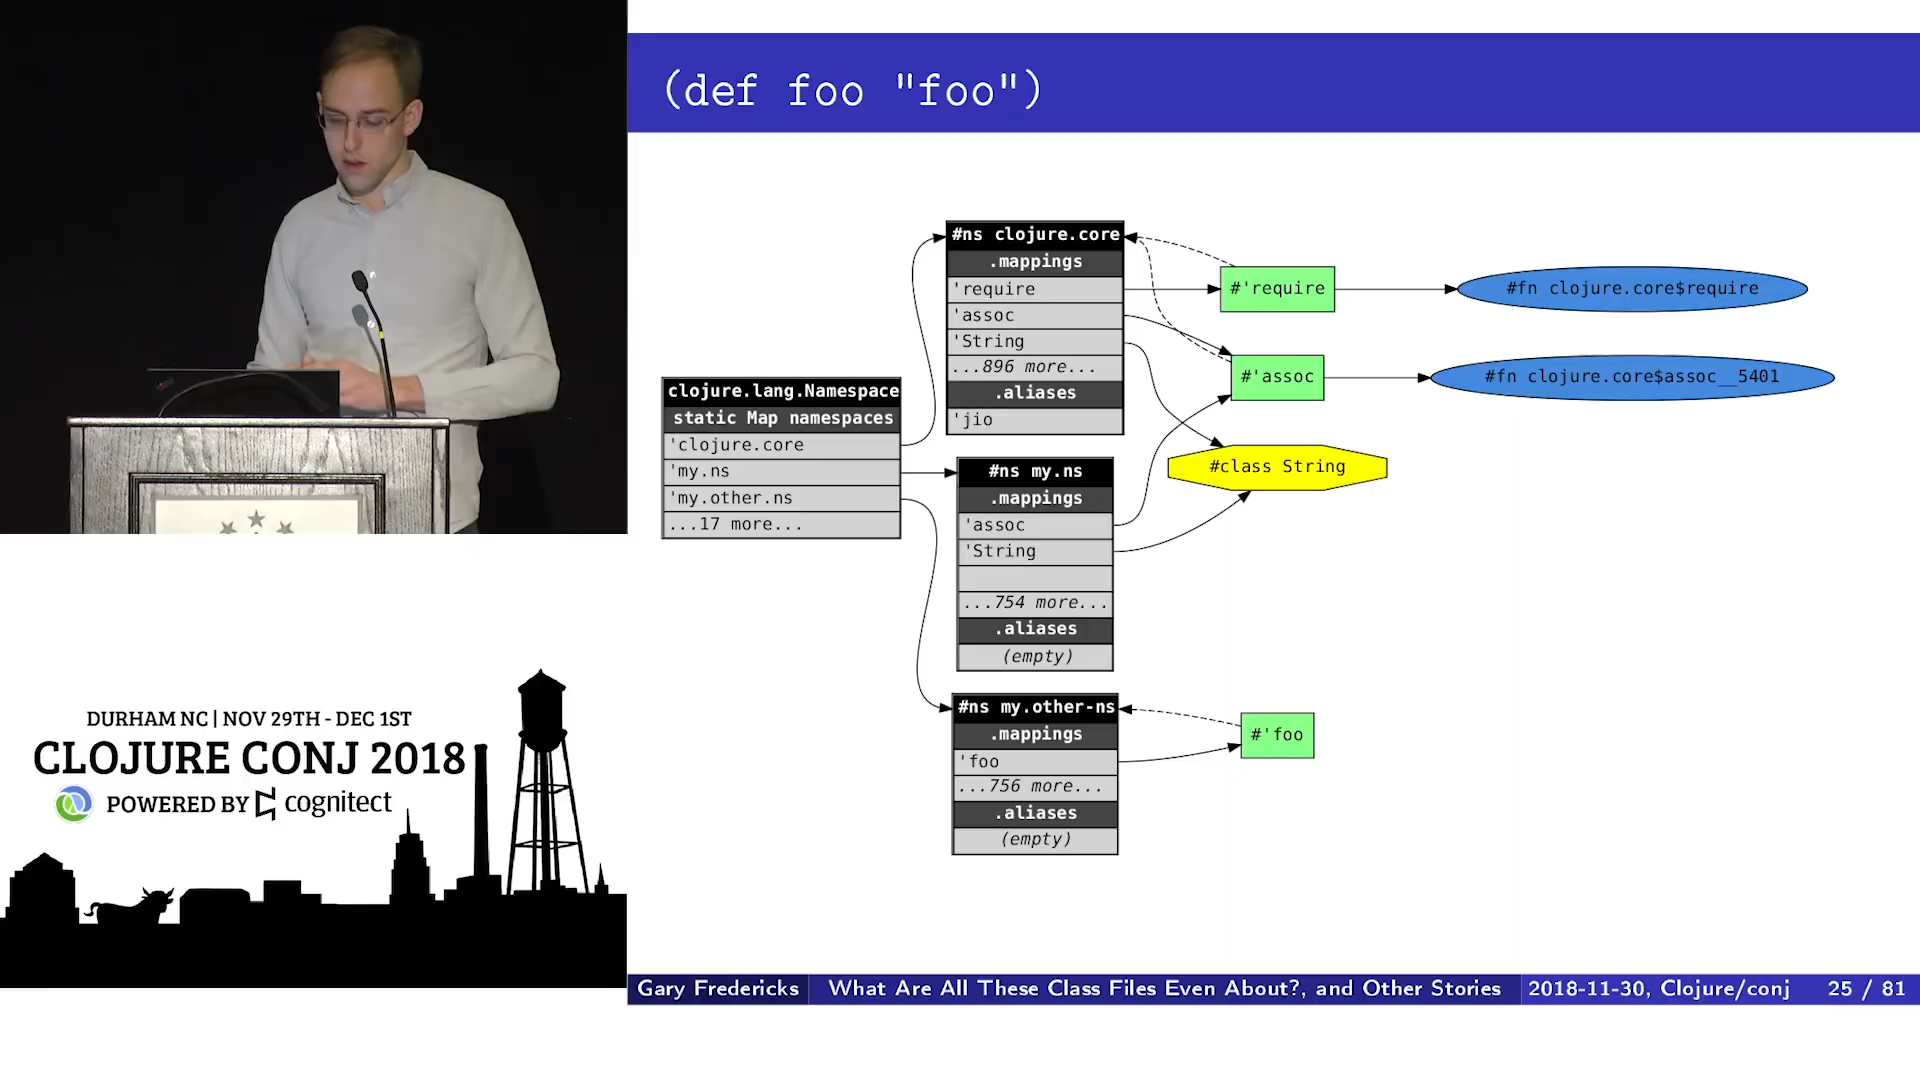 (def foo "foo")
#ns clojure.core
.mappings
'require
'assoc
'String
...896 more...
.aliases
'jio
#'require
#fn clojure.core$require
#'assoc
#fn clojure.core$assoc__5401
#class String
clojure.lang.Namespace
static Map namespaces
'clojure.core
'my.ns
'my.other.ns
...17 more...
#ns my.ns
.mappings
'assoc
'String
...754 more...
.aliases
(empty)
#ns my.other-ns
.mappings
'foo
...756 more...
.aliases
(empty)
#'foo
DURHAM NC | NOV 29TH - DEC 1ST
CLOJURE CONJ 2018
POWERED BY cognitect
Gary Fredericks What Are All These Class Files Even About?, and Other Stories 2018-11-30, Clojure/conj 25 / 81